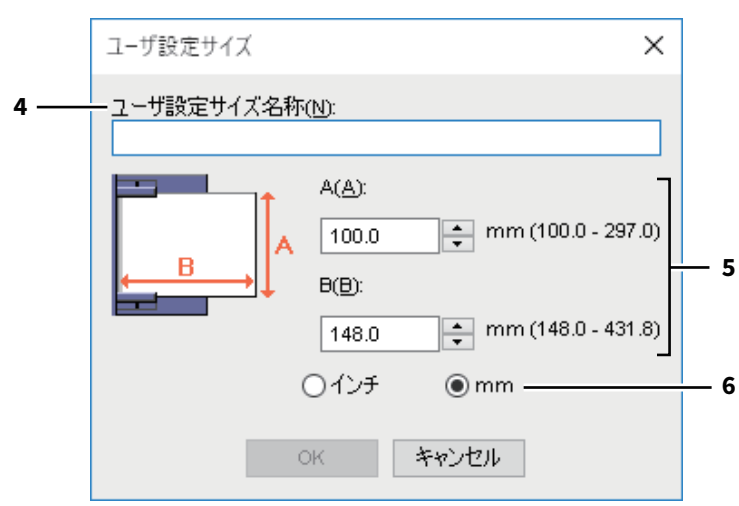 ユーザ設定サイズ
4
ユーザ設定サイズ名称(N):
A(A):
100.0 mm (100.0 - 297.0)
A
B
5
B(B):
148.0 mm (148.0 - 431.8)
インチ mm
6
OK キャンセル